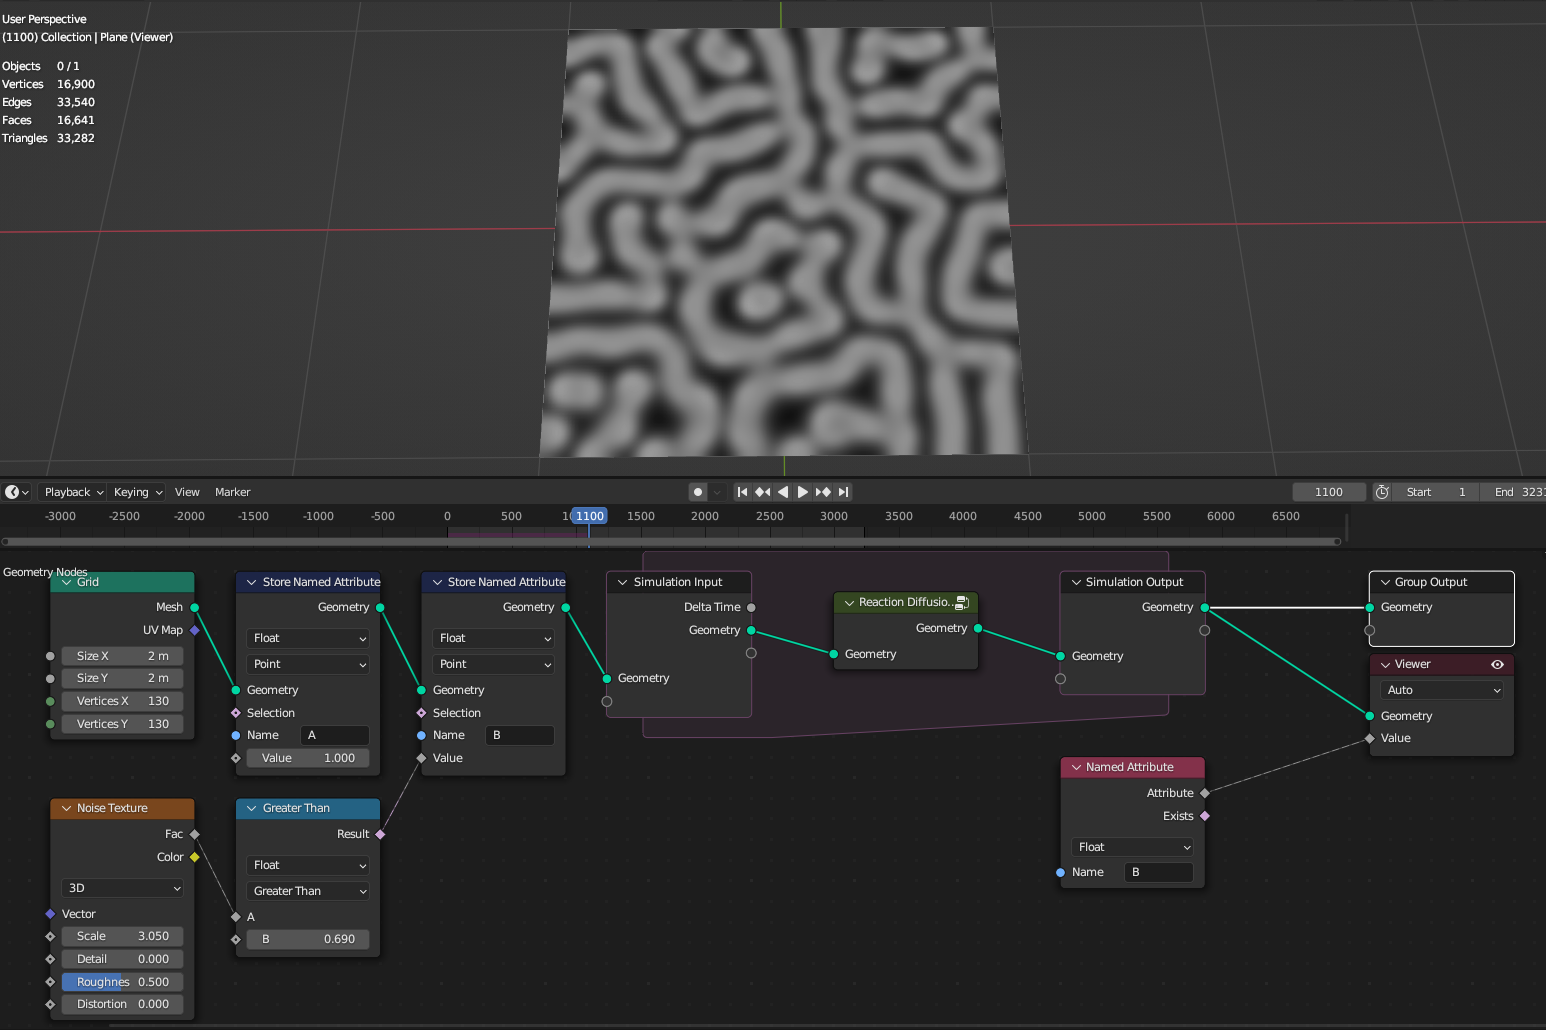 User Perspective
(1100) Collection | Plane (Viewer)
Objects 0 / 1
Vertices 16,900
Edges 33,540
Faces 16,641
Triangles 33,282
Playback Keying View Marker 1100 Start 1 End 3231
-3000 -2500 -2000 -1500 -1000 -500 0 500 1100 1500 2000 2500 3000 3500 4000 4500 5000 5500 6000 6500
Geometry Nodes
Grid
Mesh
UV Map
Size X 2 m
Size Y 2 m
Vertices X 130
Vertices Y 130
Store Named Attribute
Geometry
Float
Point
Geometry
Selection
Name A
Value 1.000
Store Named Attribute
Geometry
Float
Point
Geometry
Selection
Name B
Value
Simulation Input
Delta Time
Geometry
Geometry
Reaction Diffusio..
Geometry
Geometry
Simulation Output
Geometry
Geometry
Group Output
Geometry
Viewer
Auto
Geometry
Value
Named Attribute
Attribute
Exists
Float
Name B
Noise Texture
Fac
Color
3D
Vector
Scale 3.050
Detail 0.000
Roughnes 0.500
Distortion 0.000
Greater Than
Result
Float
Greater Than
A
B 0.690